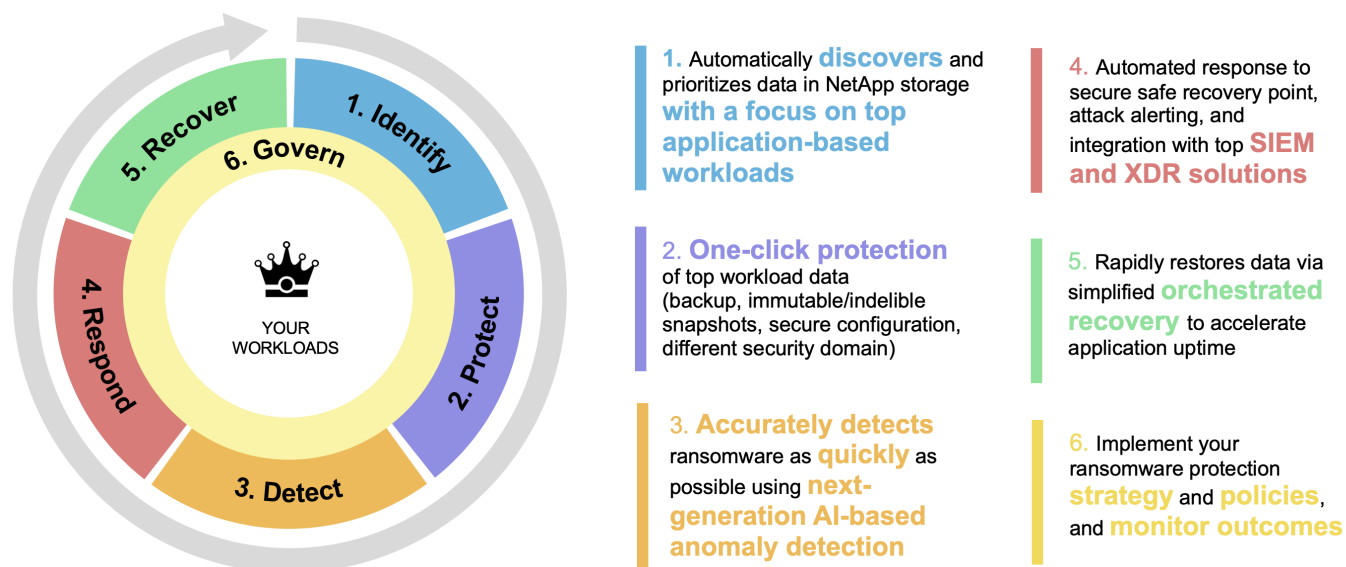 1. Identify
2. Protect
3. Detect
4. Respond
5. Recover
6. Govern
YOUR
WORKLOADS
1. Automatically discovers and
prioritizes data in NetApp storage
with a focus on top
application-based
workloads
2. One-click protection
of top workload data
(backup, immutable/indelible
snapshots, secure configuration,
different security domain)
3. Accurately detects
ransomware as quickly as
possible using next-
generation AI-based
anomaly detection
4. Automated response to
secure safe recovery point,
attack alerting, and
integration with top SIEM
and XDR solutions
5. Rapidly restores data via
simplified orchestrated
recovery to accelerate
application uptime
6. Implement your
ransomware protection
strategy and policies,
and monitor outcomes